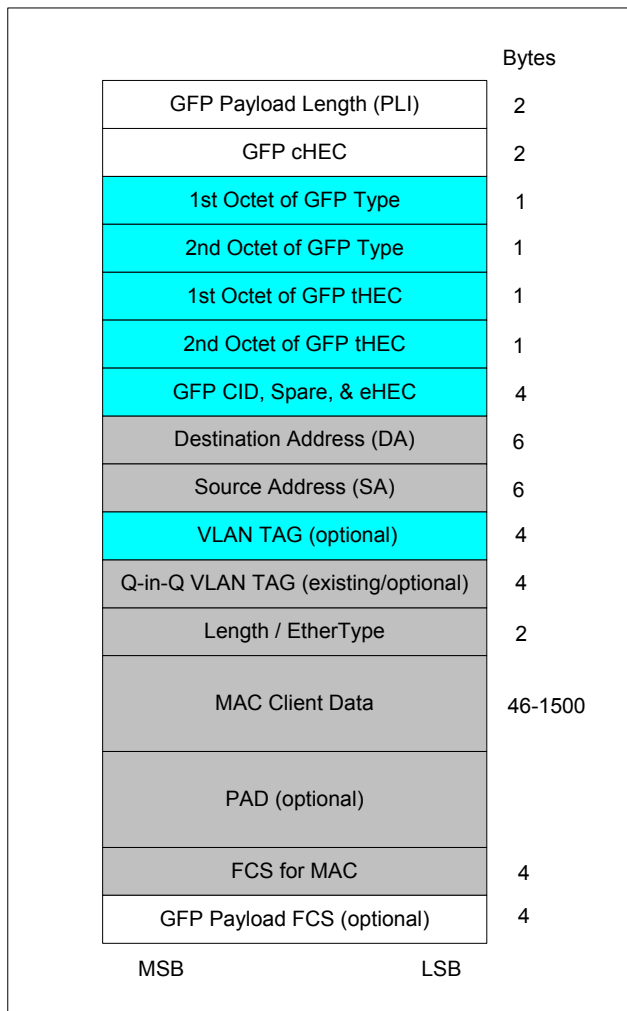 Bytes
GFP Payload Length (PLI) 2
GFP cHEC 2
1st Octet of GFP Type 1
2nd Octet of GFP Type 1
1st Octet of GFP tHEC 1
2nd Octet of GFP tHEC 1
GFP CID, Spare, & eHEC 4
Destination Address (DA) 6
Source Address (SA) 6
VLAN TAG (optional) 4
Q-in-Q VLAN TAG (existing/optional) 4
Length / EtherType 2
MAC Client Data 46-1500
PAD (optional)
FCS for MAC 4
GFP Payload FCS (optional) 4
MSB LSB